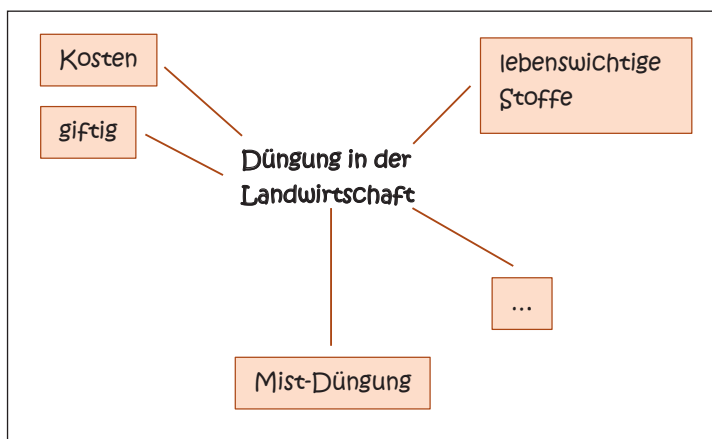 Kosten
giftig
lebenswichtige
Stoffe
Düngung in der
Landwirtschaft
...
Mist-Düngung